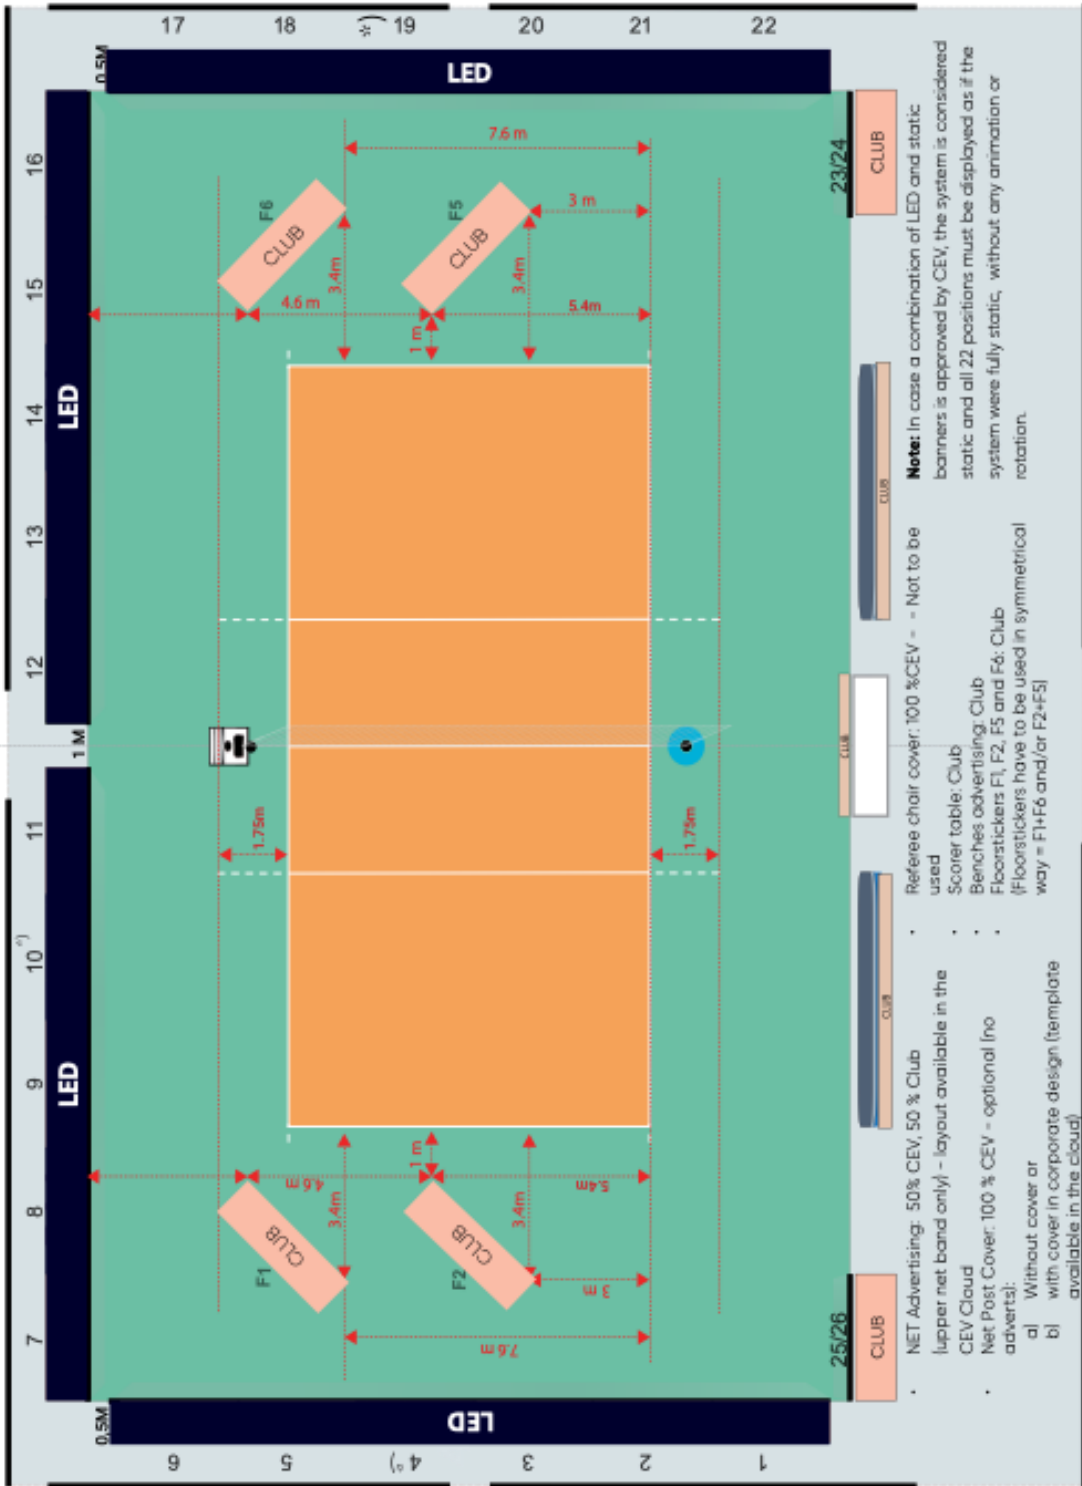 7 8 9 10*) 11 12 13 14 15 16
LED
LED
0,5M
1 M
0.5M
6
5
4*)
3
2
1
LED
17
18
*)
19
20
21
22
LED
F1
CLUB
F2
CLUB
F6
CLUB
F5
CLUB
4.6 m
3.4m
1 m
3.4m
5.4m
3 m
7.6 m
1.75m
1.75m
4.6 m
3.4m
1 m
3.4m
5.4m
3 m
7.6 m
25/26
CLUB
CLUB
CLUB
CLUB
23/24
CLUB
• NET Advertising: 50% CEV, 50 % Club
(upper net band only) – layout available in the
CEV Cloud
• Net Post Cover: 100 % CEV – optional (no
adverts):
a) Without cover or
b) with cover in corporate design (template
available in the cloud)
• Referee chair cover: 100 %CEV – – Not to be
used
• Scorer table: Club
• Benches advertising: Club
• Floorstickers F1, F2, F5 and F6: Club
(Floorstickers have to be used in symmetrical
way = F1+F6 and/or F2+F5)
Note: In case a combination of LED and static
banners is approved by CEV, the system is considered
static and all 22 positions must be displayed as if the
system were fully static, without any animation or
rotation.